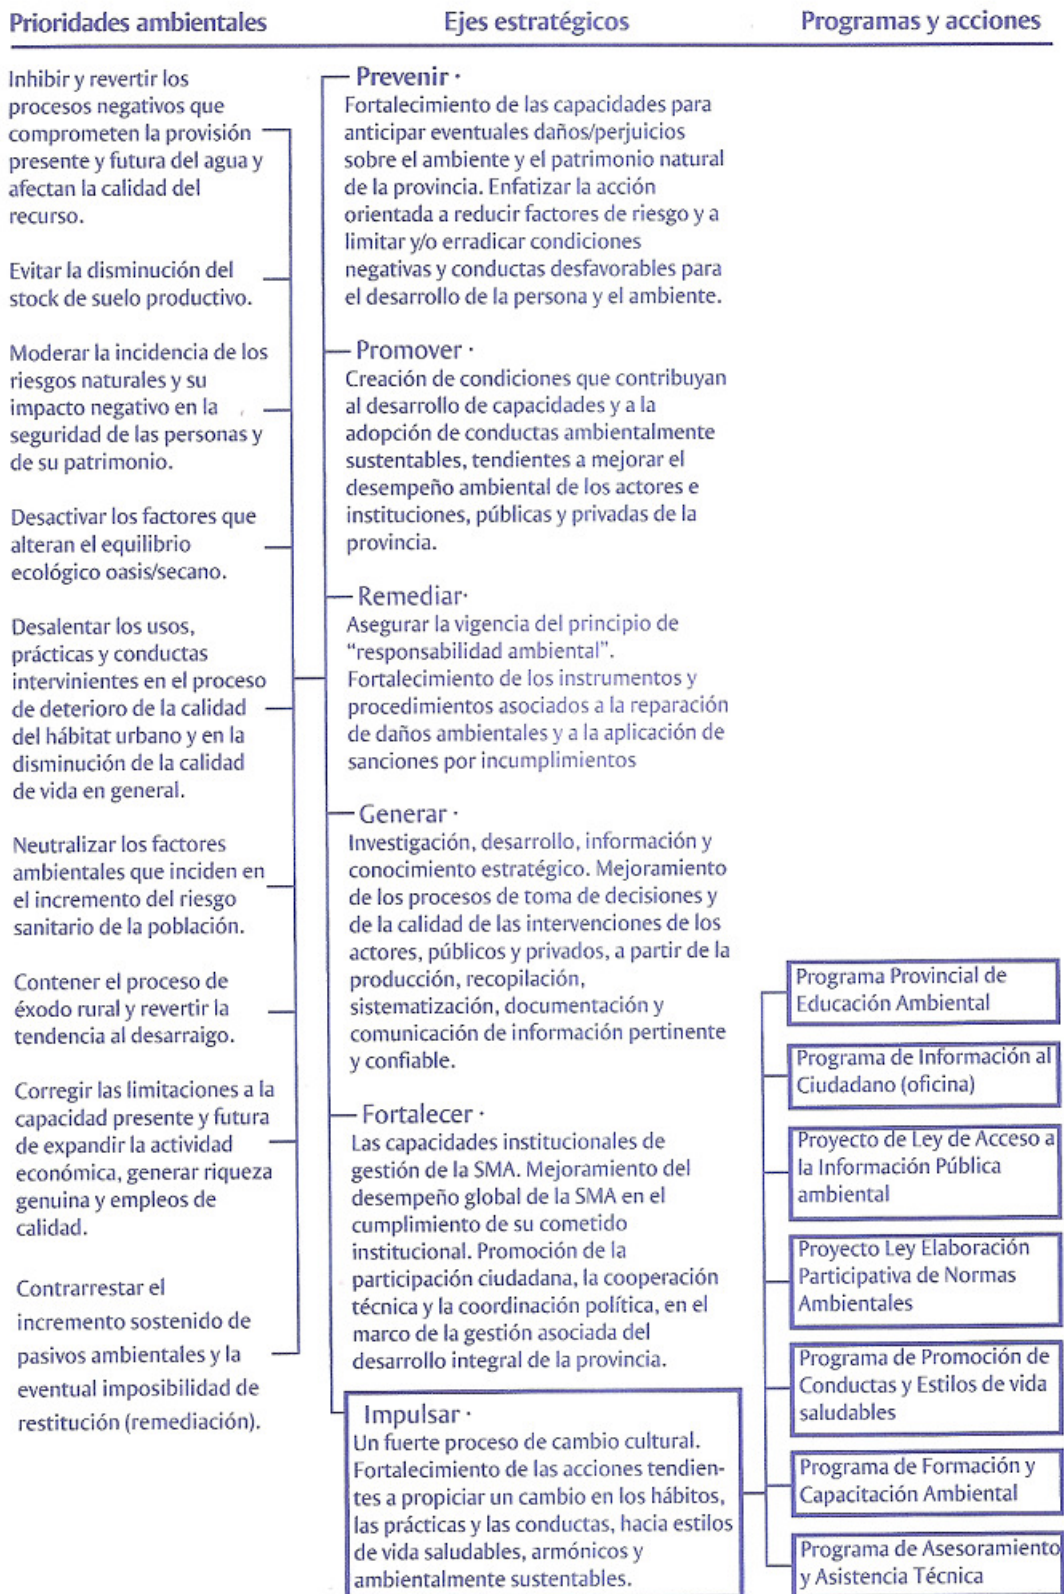 Prioridades ambientales
Inhibir y revertir los
procesos negativos que
comprometen la provisión
presente y futura del agua y
afectan la calidad del
recurso.
Evitar la disminución del
stock de suelo productivo.
Moderar la incidencia de los
riesgos naturales y su
impacto negativo en la
seguridad de las personas y
de su patrimonio.
Desactivar los factores que
alteran el equilibrio
ecológico oasis/secano.
Desalentar los usos,
prácticas y conductas
intervinientes en el proceso
de deterioro de la calidad
del hábitat urbano y en la
disminución de la calidad
de vida en general.
Neutralizar los factores
ambientales que inciden en
el incremento del riesgo
sanitario de la población.
Contener el proceso de
éxodo rural y revertir la
tendencia al desarraigo.
Corregir las limitaciones a la
capacidad presente y futura
de expandir la actividad
económica, generar riqueza
genuina y empleos de
calidad.
Contrarrestar el
incremento sostenido de
pasivos ambientales y la
eventual imposibilidad de
restitución (remediación).
Ejes estratégicos
Prevenir ·
Fortalecimiento de las capacidades para
anticipar eventuales daños/perjuicios
sobre el ambiente y el patrimonio natural
de la provincia. Enfatizar la acción
orientada a reducir factores de riesgo y a
limitar y/o erradicar condiciones
negativas y conductas desfavorables para
el desarrollo de la persona y el ambiente.
Promover ·
Creación de condiciones que contribuyan
al desarrollo de capacidades y a la
adopción de conductas ambientalmente
sustentables, tendientes a mejorar el
desempeño ambiental de los actores e
instituciones, públicas y privadas de la
provincia.
Remediar·
Asegurar la vigencia del principio de
“responsabilidad ambiental”.
Fortalecimiento de los instrumentos y
procedimientos asociados a la reparación
de daños ambientales y a la aplicación de
sanciones por incumplimientos
Generar ·
Investigación, desarrollo, información y
conocimiento estratégico. Mejoramiento
de los procesos de toma de decisiones y
de la calidad de las intervenciones de los
actores, públicos y privados, a partir de la
producción, recopilación,
sistematización, documentación y
comunicación de información pertinente
y confiable.
Fortalecer ·
Las capacidades institucionales de
gestión de la SMA. Mejoramiento del
desempeño global de la SMA en el
cumplimiento de su cometido
institucional. Promoción de la
participación ciudadana, la cooperación
técnica y la coordinación política, en el
marco de la gestión asociada del
desarrollo integral de la provincia.
Impulsar ·
Un fuerte proceso de cambio cultural.
Fortalecimiento de las acciones tendien-
tes a propiciar un cambio en los hábitos,
las prácticas y las conductas, hacia estilos
de vida saludables, armónicos y
ambientalmente sustentables.
Programas y acciones
Programa Provincial de
Educación Ambiental
Programa de Información al
Ciudadano (oficina)
Proyecto de Ley de Acceso a
la Información Pública
ambiental
Proyecto Ley Elaboración
Participativa de Normas
Ambientales
Programa de Promoción de
Conductas y Estilos de vida
saludables
Programa de Formación y
Capacitación Ambiental
Programa de Asesoramiento
y Asistencia Técnica